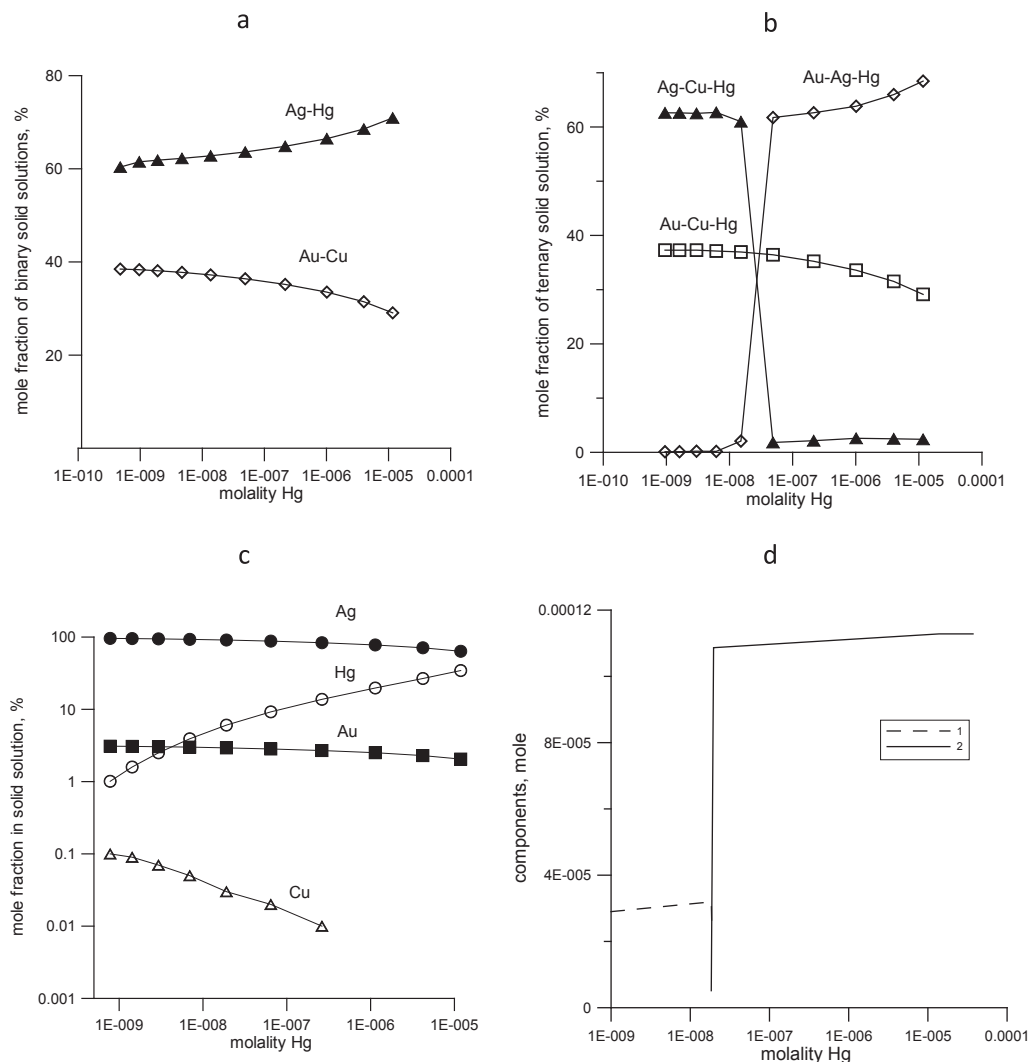 a
mole fraction of binary solid solutions, %
80
60
40
20
Ag-Hg
Au-Cu
1E-010 1E-009 1E-008 1E-007 1E-006 1E-005 0.0001
molality Hg
b
mole fraction of ternary solid solution, %
60
40
20
0
Ag-Cu-Hg
Au-Ag-Hg
Au-Cu-Hg
1E-010 1E-009 1E-008 1E-007 1E-006 1E-005 0.0001
molality Hg
c
mole fraction in solid solution, %
100
10
1
0.1
0.01
0.001
Ag
Hg
Au
Cu
1E-009 1E-008 1E-007 1E-006 1E-005
molality Hg
d
components, mole
0.00012
8E-005
4E-005
0
1
2
1E-009 1E-008 1E-007 1E-006 1E-005 0.0001
molality Hg